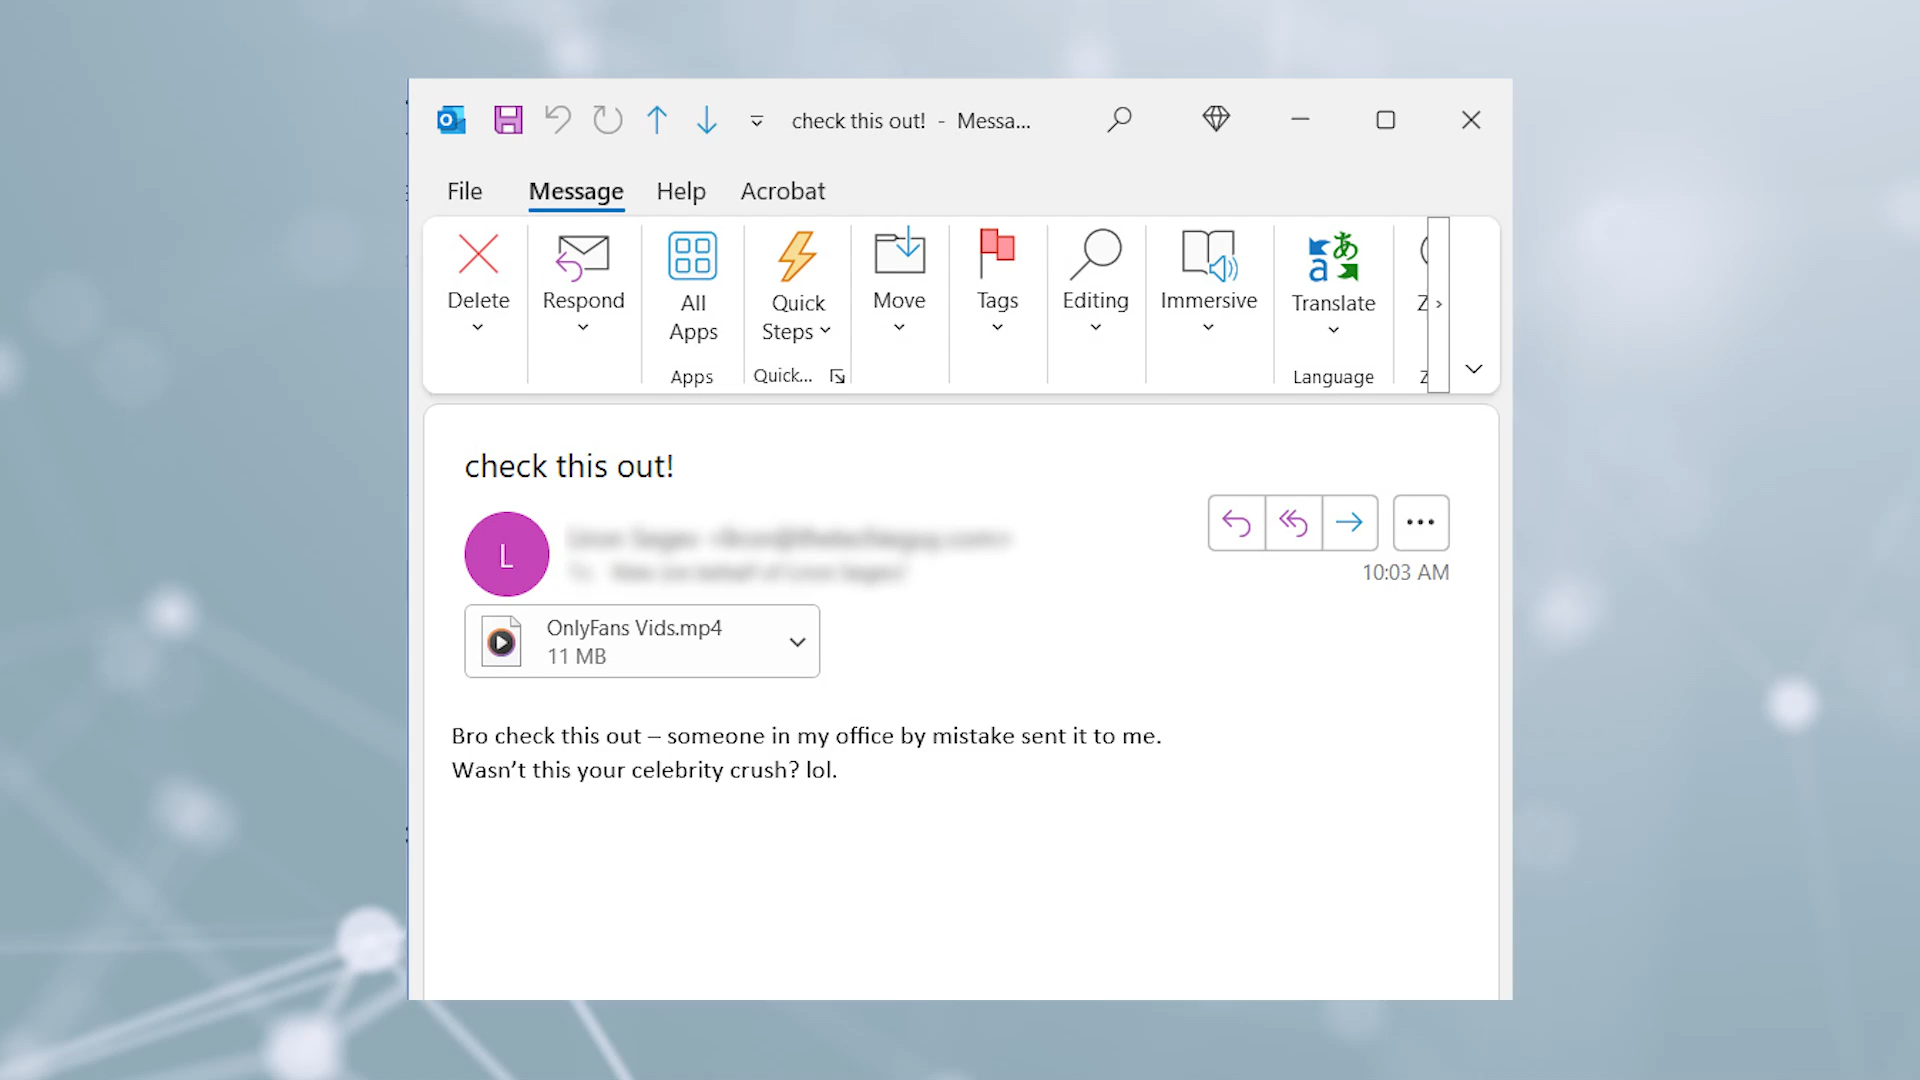 check this out! - Messa...
File Message Help Acrobat
Delete Respond All Apps Quick Steps Move Tags Editing Immersive Translate
Apps Quick... Language
check this out!
L
10:03 AM
OnlyFans Vids.mp4
11 MB
Bro check this out – someone in my office by mistake sent it to me.
Wasn’t this your celebrity crush? lol.